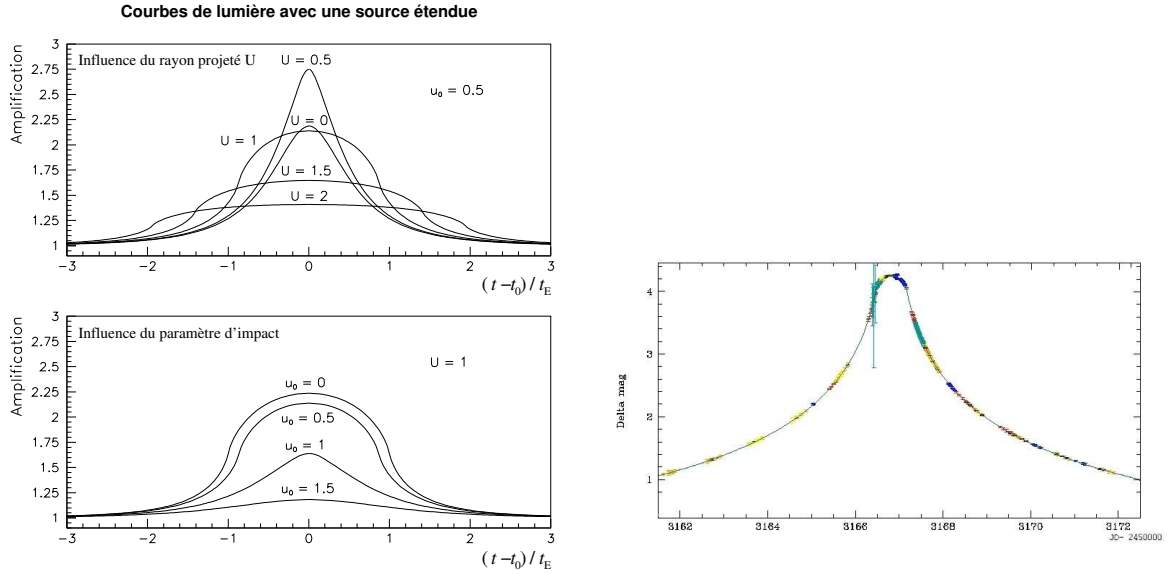 Courbes de lumière avec une source étendue
Amplification
3
2.75
2.5
2.25
2
1.75
1.5
1.25
1
Influence du rayon projeté U
U = 0.5
u₀ = 0.5
U = 0
U = 1
U = 1.5
U = 2
−3 −2 −1 0 1 2 3
(t −t₀) / tE
Amplification
3
2.75
2.5
2.25
2
1.75
1.5
1.25
1
Influence du paramètre d'impact
U = 1
u₀ = 0
u₀ = 0.5
u₀ = 1
u₀ = 1.5
−3 −2 −1 0 1 2 3
(t −t₀) / tE
Delta mag
4
3
2
1
3162 3164 3166 3168 3170 3172
JD- 2450000